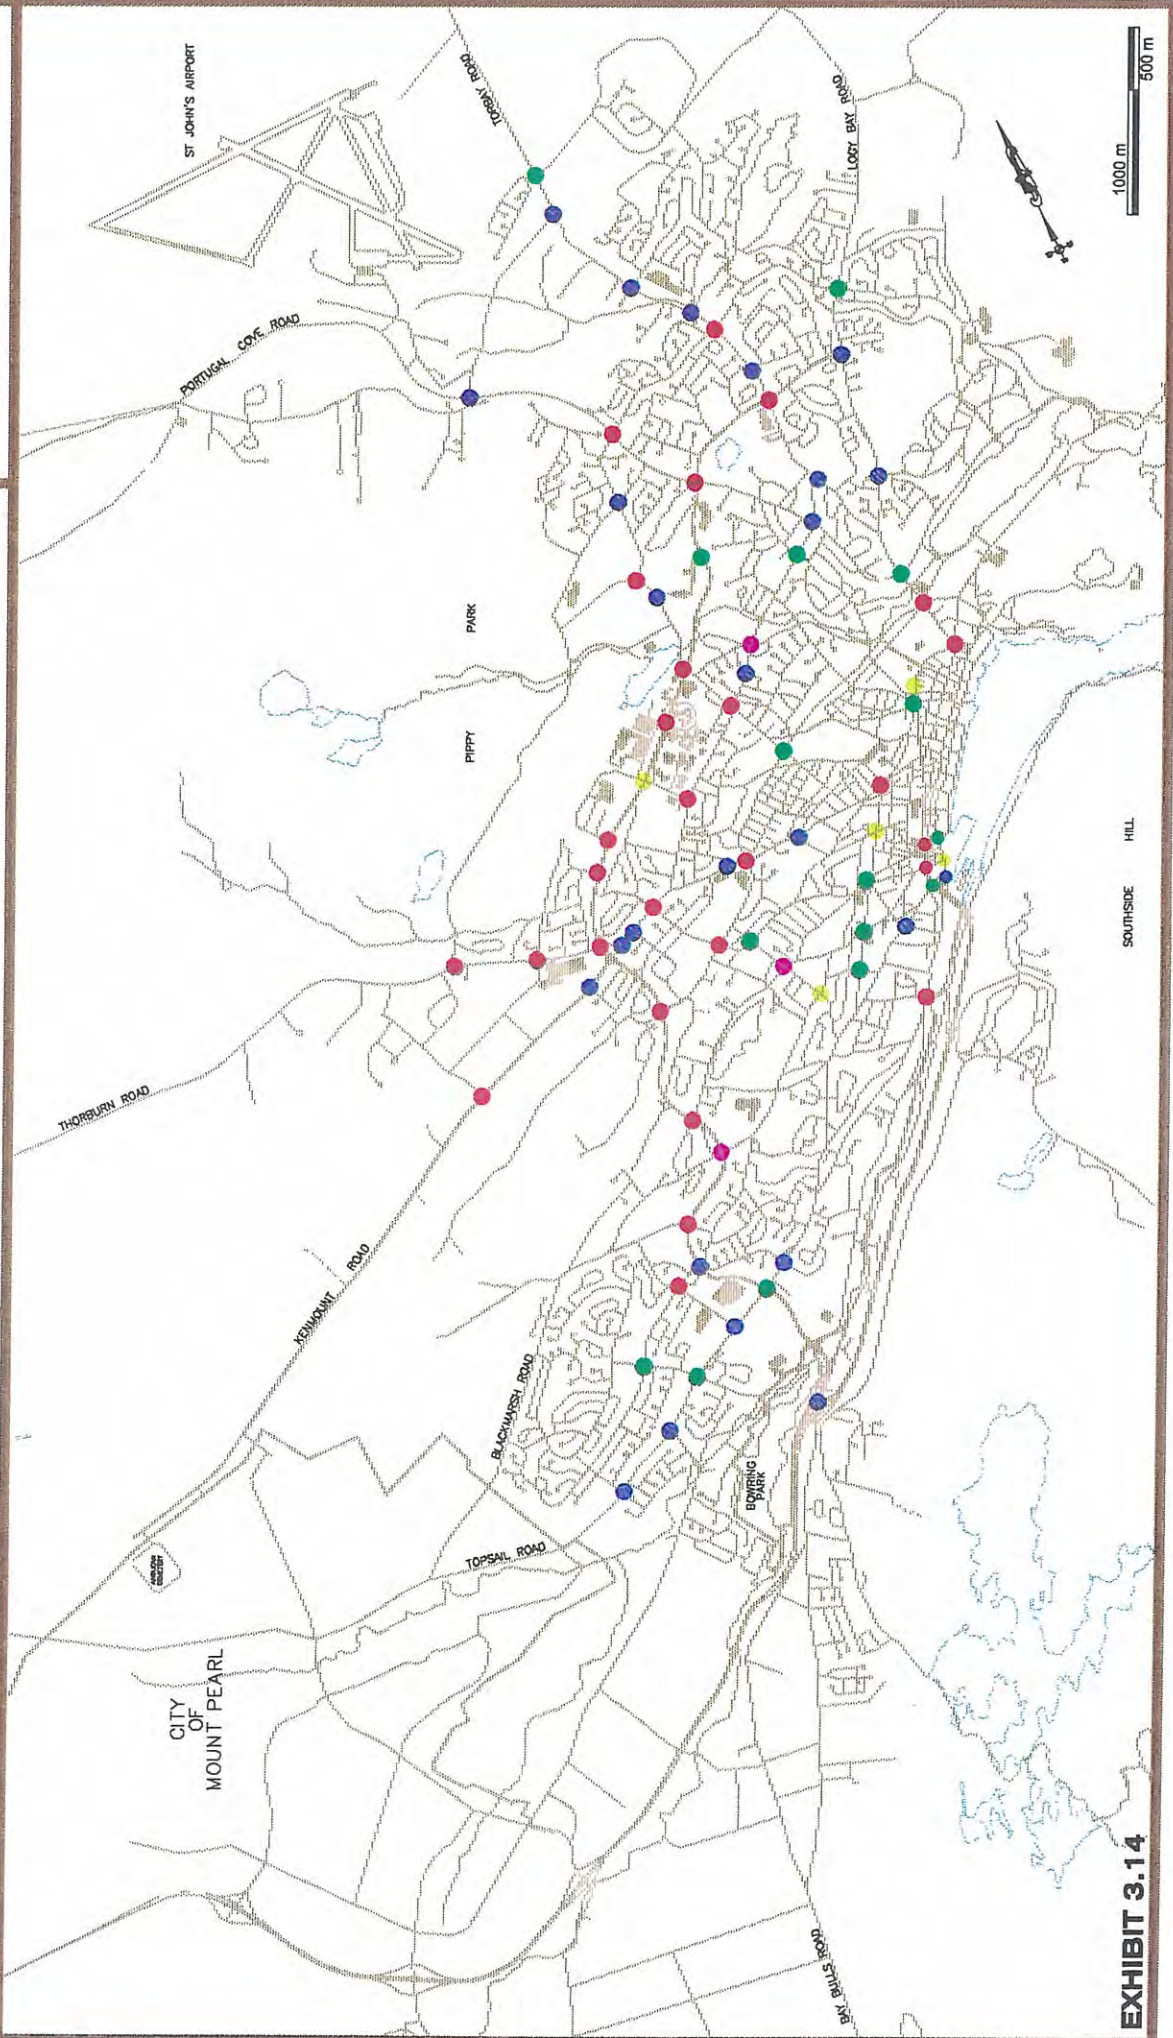 ST JOHN'S AIRPORT
TORBAY ROAD
LOGY BAY ROAD
500 m
1000 m
PORTUGAL COVE ROAD
PARK
PIPPY
HILL
SOUTHSIDE
THORBURN ROAD
ROAD
KENMOUNT
BLACKMARSH ROAD
BOWRING
PARK
TOPSAIL ROAD
CITY
OF
MOUNT PEARL
BAY BULLS ROAD
EXHIBIT 3.14